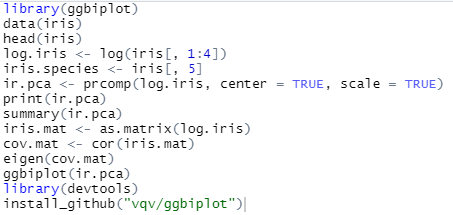 library(ggbiplot)
data(iris)
head(iris)
log.iris <- log(iris[, 1:4])
iris.species <- iris[, 5]
ir.pca <- prcomp(log.iris, center = TRUE, scale = TRUE)
print(ir.pca)
summary(ir.pca)
iris.mat <- as.matrix(log.iris)
cov.mat <- cor(iris.mat)
eigen(cov.mat)
ggbiplot(ir.pca)
library(devtools)
install_github("vqv/ggbiplot")